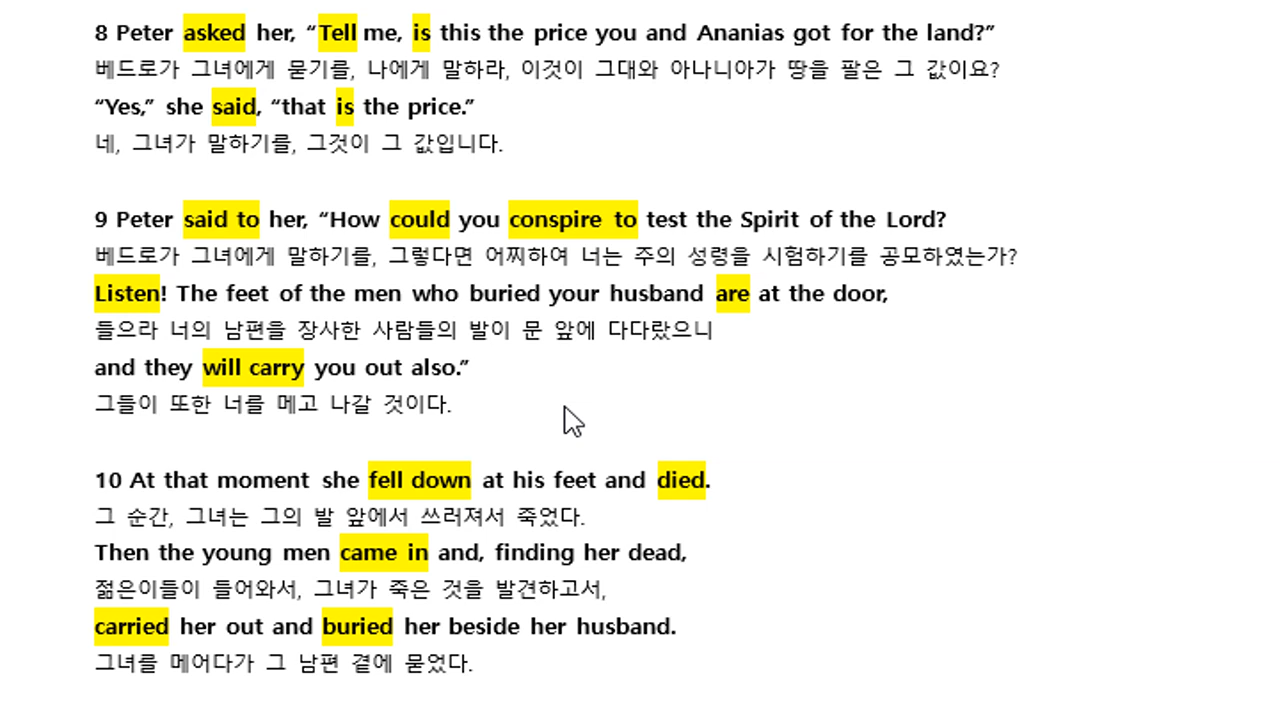 8 Peter asked her, “Tell me, is this the price you and Ananias got for the land?”
베드로가 그녀에게 묻기를, 나에게 말하라, 이것이 그대와 아나니아가 땅을 팔은 그 값이요?
“Yes,” she said, “that is the price.”
네, 그녀가 말하기를, 그것이 그 값입니다.
9 Peter said to her, “How could you conspire to test the Spirit of the Lord?
베드로가 그녀에게 말하기를, 그렇다면 어찌하여 너는 주의 성령을 시험하기를 공모하였는가?
Listen! The feet of the men who buried your husband are at the door,
들으라 너의 남편을 장사한 사람들의 발이 문 앞에 다다랐으니
and they will carry you out also.”
그들이 또한 너를 메고 나갈 것이다.
10 At that moment she fell down at his feet and died.
그 순간, 그녀는 그의 발 앞에서 쓰러져서 죽었다.
Then the young men came in and, finding her dead,
젊은이들이 들어와서, 그녀가 죽은 것을 발견하고서,
carried her out and buried her beside her husband.
그녀를 메어다가 그 남편 곁에 묻었다.